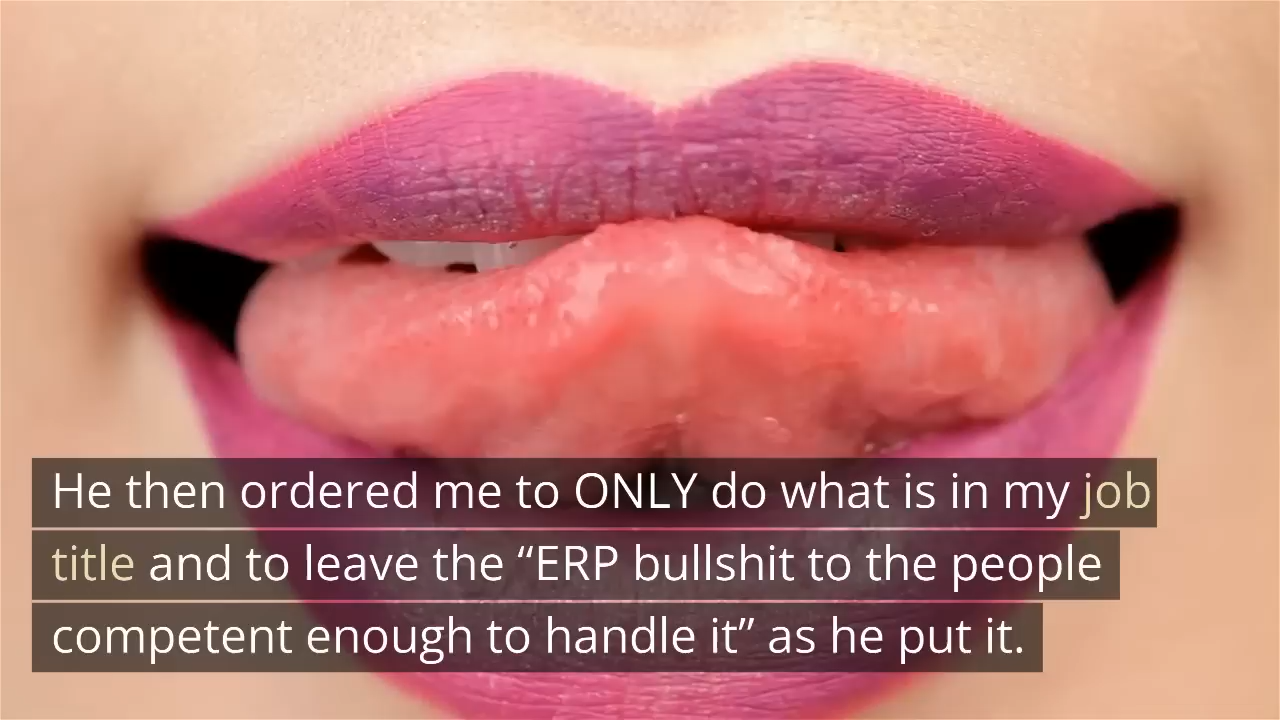 He then ordered me to ONLY do what is in my job
title and to leave the “ERP bullshit to the people
competent enough to handle it” as he put it.